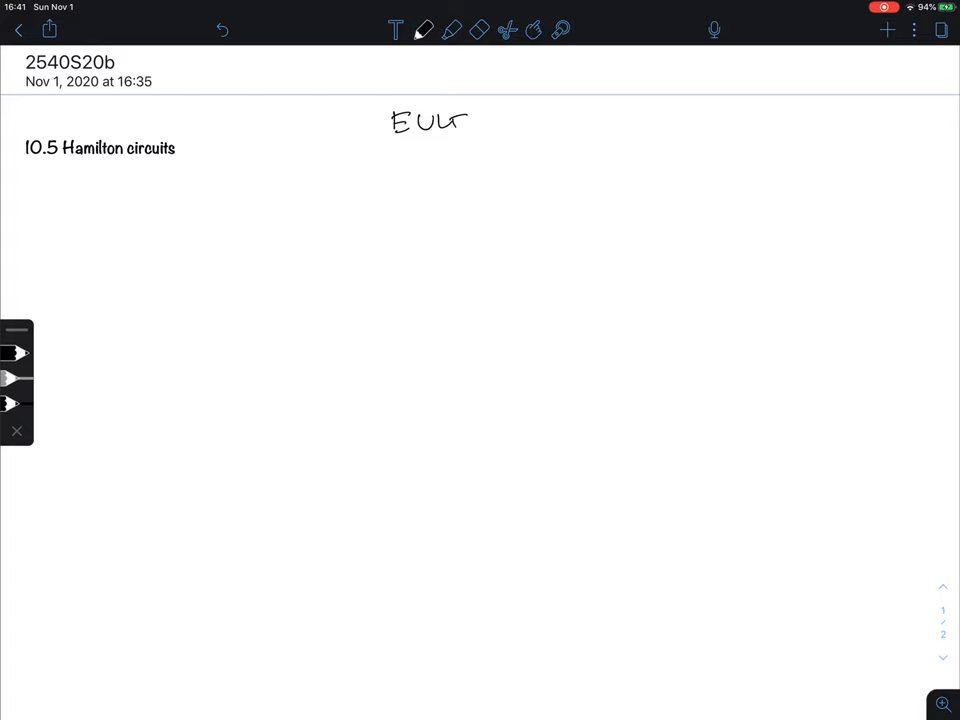 16:41 Sun Nov 1
94%
2540S20b
Nov 1, 2020 at 16:35
10.5 Hamilton circuits
1
/
2